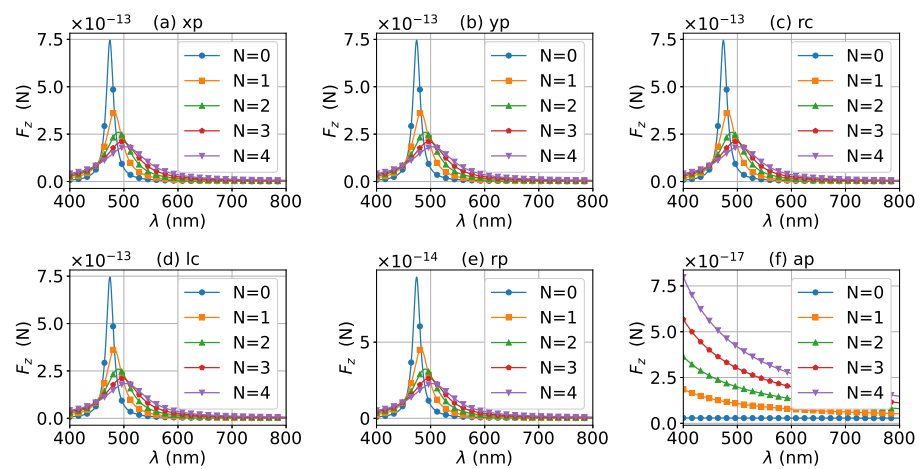 ×10−13 (a) xp
7.5
5.0
2.5
0.0
Fz (N)
N=0
N=1
N=2
N=3
N=4
400 500 600 700 800
λ (nm)
×10−13 (b) yp
7.5
5.0
2.5
0.0
Fz (N)
N=0
N=1
N=2
N=3
N=4
400 500 600 700 800
λ (nm)
×10−13 (c) rc
7.5
5.0
2.5
0.0
Fz (N)
N=0
N=1
N=2
N=3
N=4
400 500 600 700 800
λ (nm)
×10−13 (d) lc
7.5
5.0
2.5
0.0
Fz (N)
N=0
N=1
N=2
N=3
N=4
400 500 600 700 800
λ (nm)
×10−14 (e) rp
5
0
Fz (N)
N=0
N=1
N=2
N=3
N=4
400 500 600 700 800
λ (nm)
×10−17 (f) ap
7.5
5.0
2.5
0.0
Fz (N)
N=0
N=1
N=2
N=3
N=4
400 500 600 700 800
λ (nm)